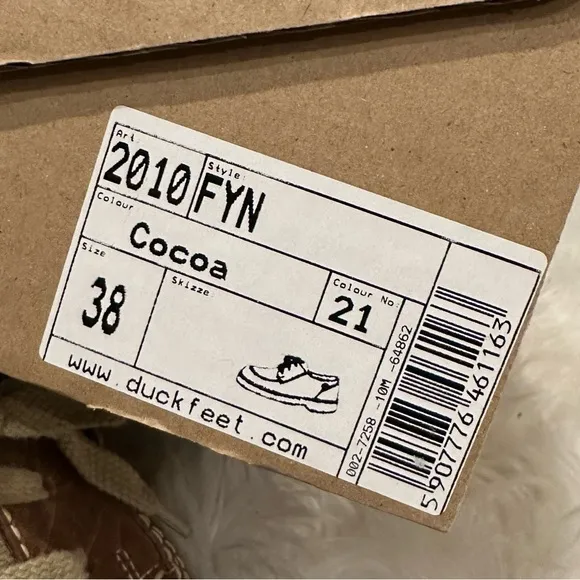 Art
2010
Style:
FYN
Colour
Cocoa
Size
38
Skizze:
Colour No:
21
www.duckfeet.com
002-7258 -10M -64862
5 907776 461163